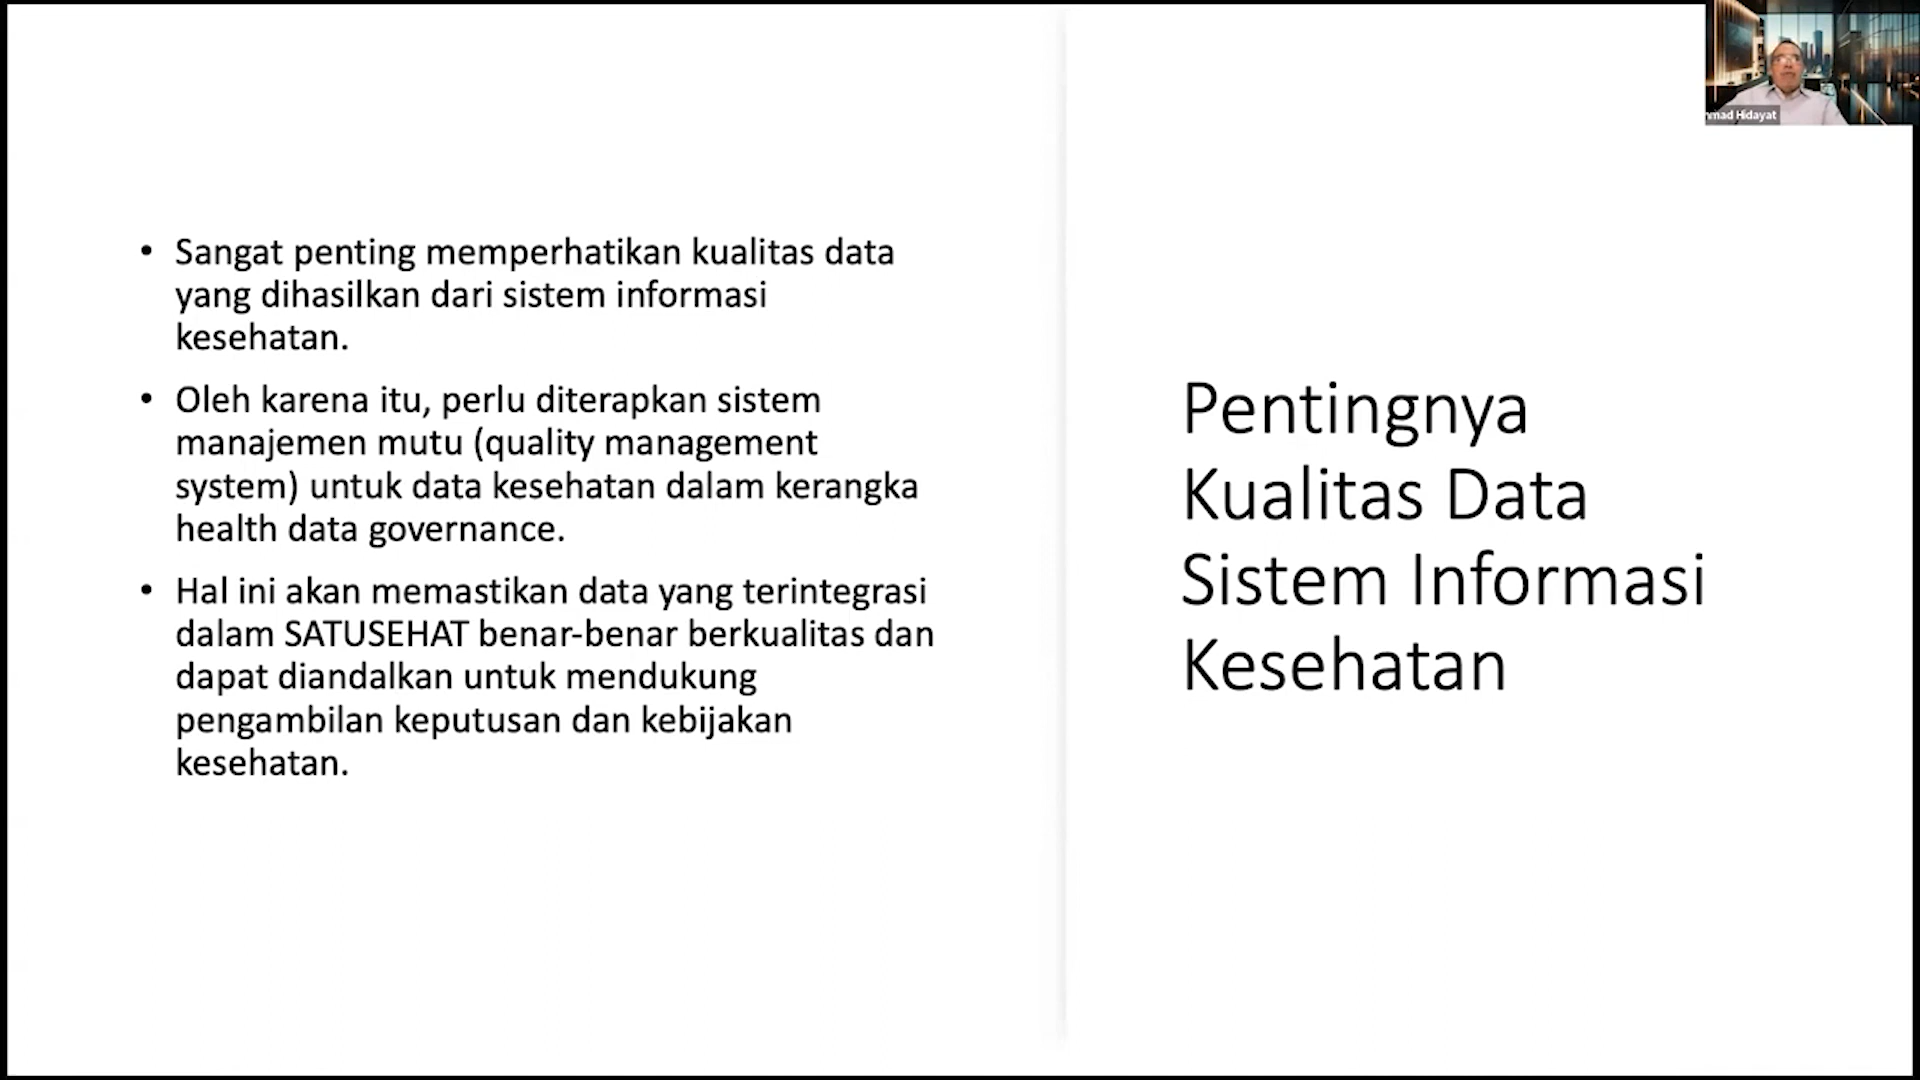 • Sangat penting memperhatikan kualitas data
yang dihasilkan dari sistem informasi
kesehatan.
• Oleh karena itu, perlu diterapkan sistem
manajemen mutu (quality management
system) untuk data kesehatan dalam kerangka
health data governance.
• Hal ini akan memastikan data yang terintegrasi
dalam SATUSEHAT benar-benar berkualitas dan
dapat diandalkan untuk mendukung
pengambilan keputusan dan kebijakan
kesehatan.
Pentingnya
Kualitas Data
Sistem Informasi
Kesehatan
Hidayat